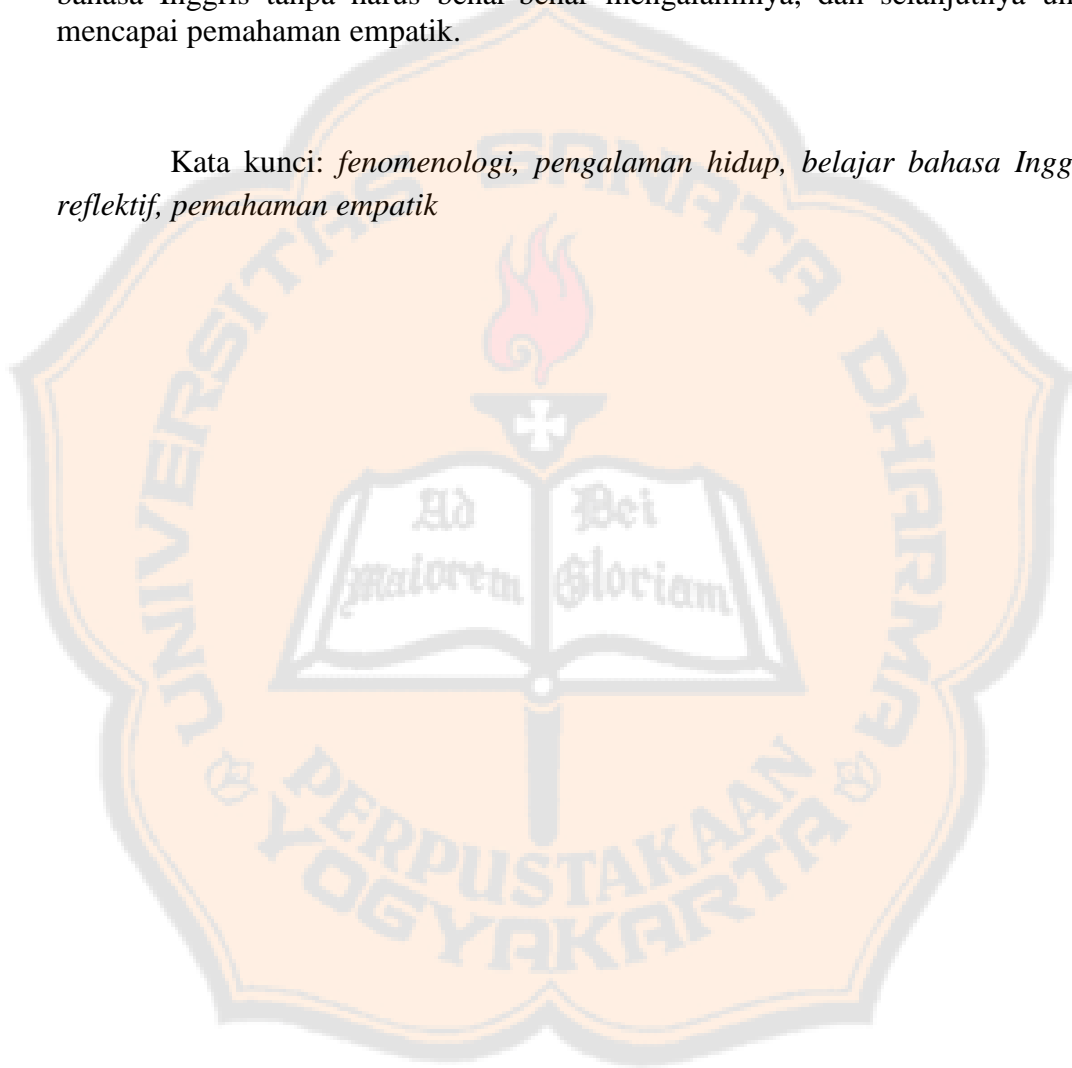 bahasa Inggris tanpa harus benar-benar mengalaminya, dan selanjutnya
mencapai pemahaman empatik.
Kata kunci: fenomenologi, pengalaman hidup, belajar bahasa
reflektif, pemahaman empatik
UNIVERSITAS SANATA DHARMA
Ad Maiorem
Dei Gloriam
PERPUSTAKAAN
YOGYAKARTA